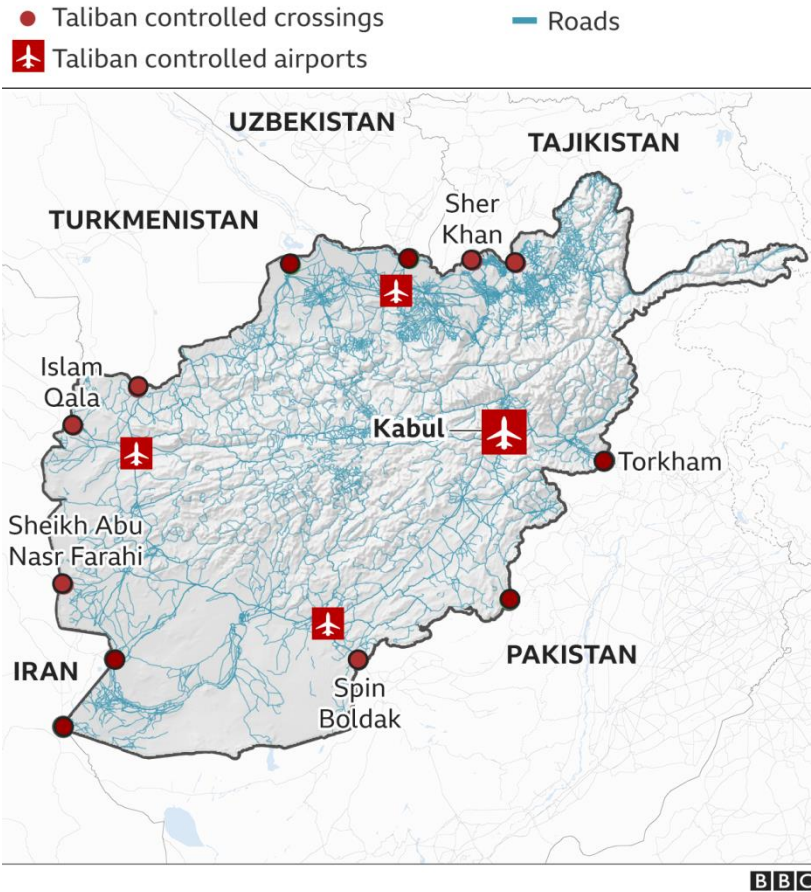 Taliban controlled crossings
Roads
Taliban controlled airports
UZBEKISTAN
TAJIKISTAN
Sher
Khan
TURKMENISTAN
Islam
Qala
Kabul
Torkham
Sheikh Abu
Nasr Farahi
IRAN
PAKISTAN
Spin
Boldak
BBC